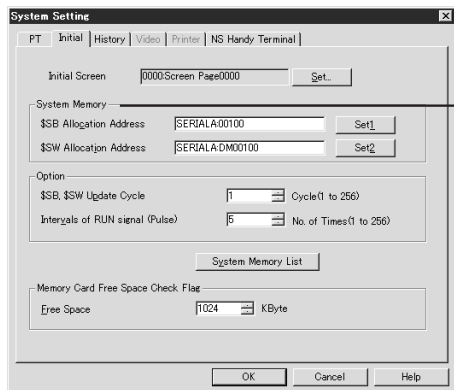 System Setting
PT Initial History Video Printer NS Handy Terminal
Initial Screen 0000:Screen Page0000 Set...
System Memory
$SB Allocation Address SERIALA:00100 Set1
$SW Allocation Address SERIALA:DM00100 Set2
Option
$SB, $SW Update Cycle 1 Cycle(1 to 256)
Intervals of RUN signal (Pulse) 5 No. of Times(1 to 256)
System Memory List
Memory Card Free Space Check Flag
Free Space 1024 KByte
OK Cancel Help